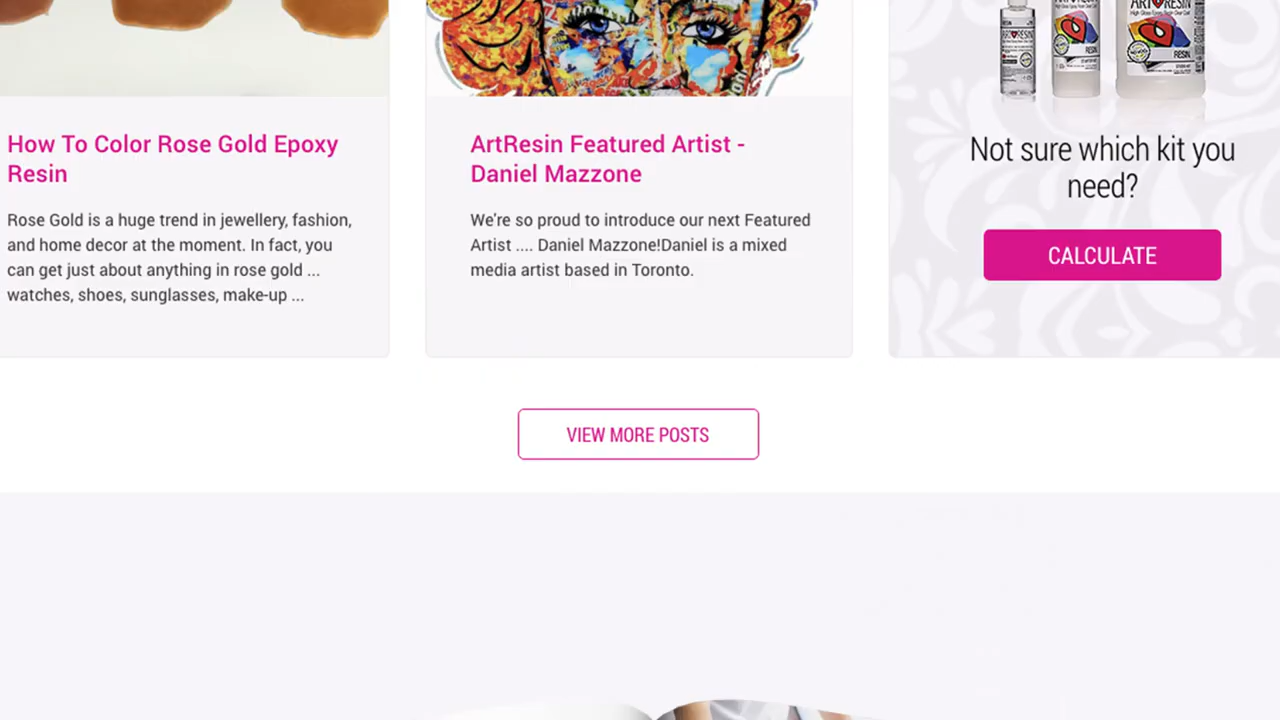 How To Color Rose Gold Epoxy
Resin
Rose Gold is a huge trend in jewellery, fashion,
and home decor at the moment. In fact, you
can get just about anything in rose gold ...
watches, shoes, sunglasses, make-up ...
ArtResin Featured Artist -
Daniel Mazzone
We're so proud to introduce our next Featured
Artist .... Daniel Mazzone!Daniel is a mixed
media artist based in Toronto.
RESIN
RESIN
Not sure which kit you
need?
CALCULATE
VIEW MORE POSTS